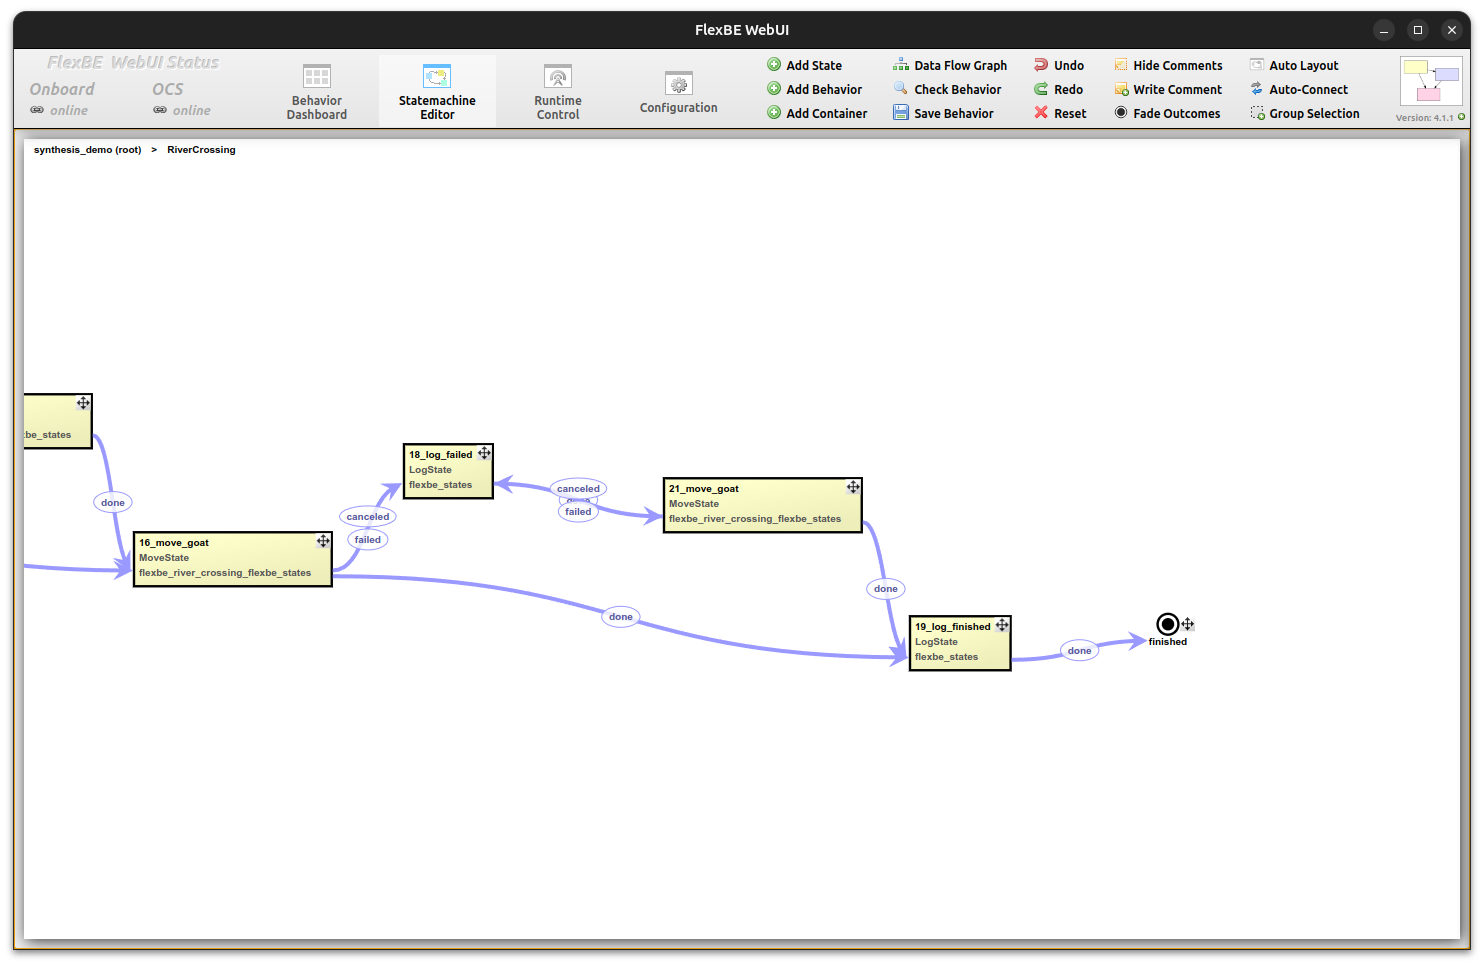 FlexBE WebUI
FlexBE WebUI Status
Onboard
OCS
online
online
Behavior
Dashboard
Statemachine
Editor
Runtime
Control
Configuration
Add State
Add Behavior
Add Container
Data Flow Graph
Check Behavior
Save Behavior
Undo
Redo
Reset
Hide Comments
Write Comment
Fade Outcomes
Auto Layout
Auto-Connect
Group Selection
Version: 4.1.1
synthesis_demo (root) > RiverCrossing
be_states
done
16_move_goat
MoveState
flexbe_river_crossing_flexbe_states
canceled
failed
18_log_failed
LogState
flexbe_states
canceled
failed
21_move_goat
MoveState
flexbe_river_crossing_flexbe_states
done
done
19_log_finished
LogState
flexbe_states
done
finished